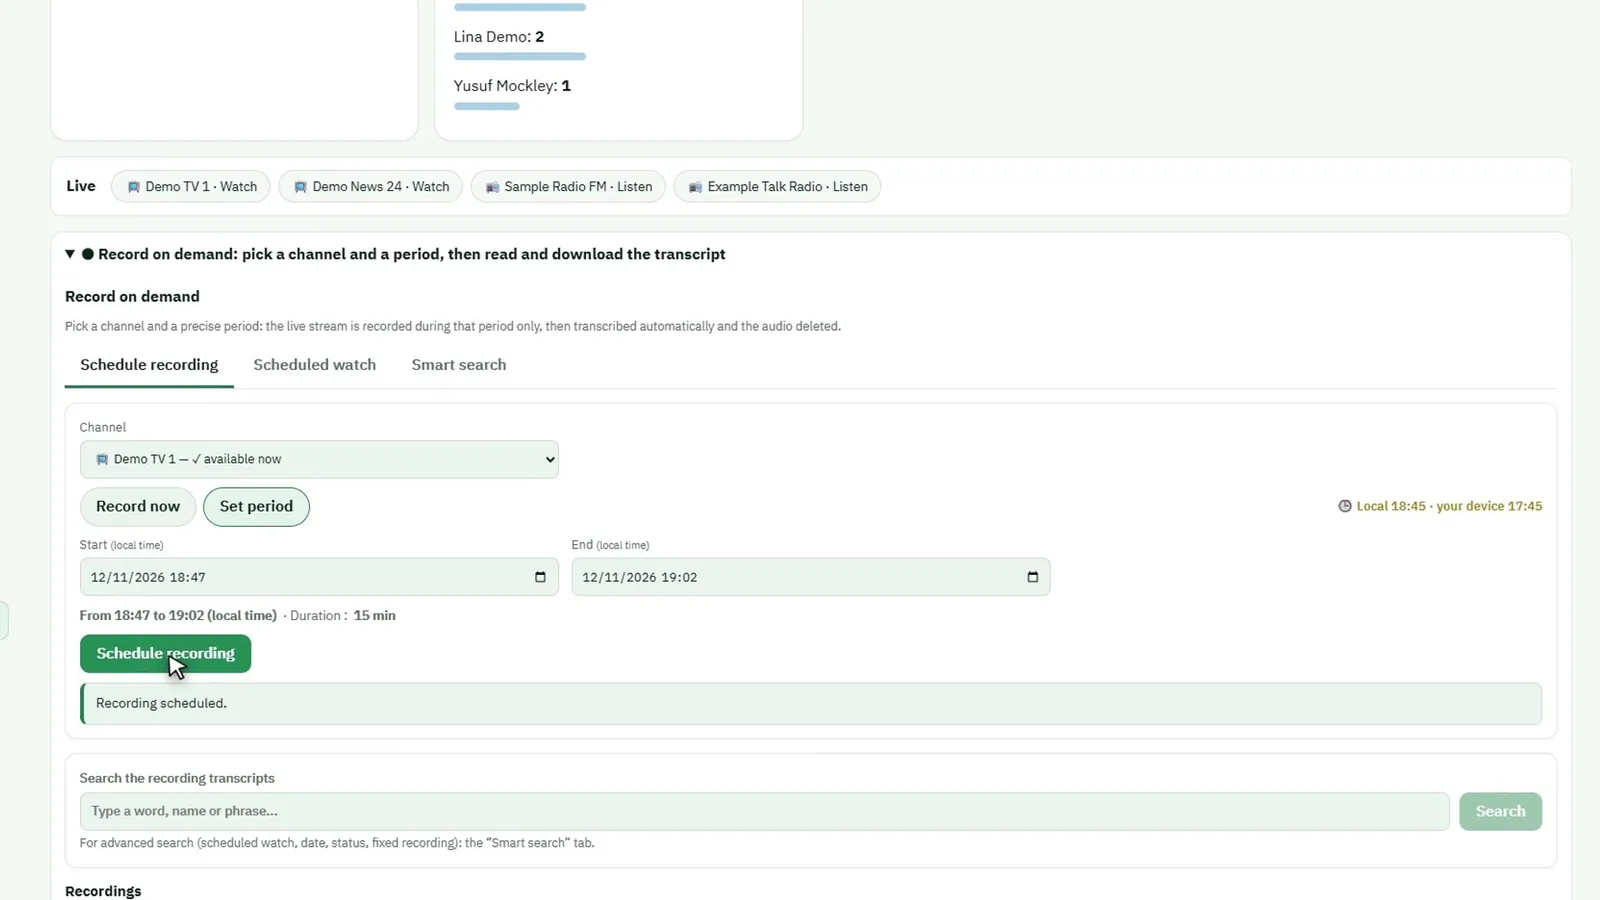 Lina Demo: 2
Yusuf Mockley: 1
Live
Demo TV 1 · Watch
Demo News 24 · Watch
Sample Radio FM · Listen
Example Talk Radio · Listen
▼ ● Record on demand: pick a channel and a period, then read and download the transcript
Record on demand
Pick a channel and a precise period: the live stream is recorded during that period only, then transcribed automatically and the audio deleted.
Schedule recording
Scheduled watch
Smart search
Channel
Demo TV 1 — ✓ available now
Record now
Set period
Local 18:45 · your device 17:45
Start (local time)
End (local time)
12/11/2026 18:47
12/11/2026 19:02
From 18:47 to 19:02 (local time) · Duration : 15 min
Schedule recording
Recording scheduled.
Search the recording transcripts
Type a word, name or phrase...
Search
For advanced search (scheduled watch, date, status, fixed recording): the “Smart search” tab.
Recordings